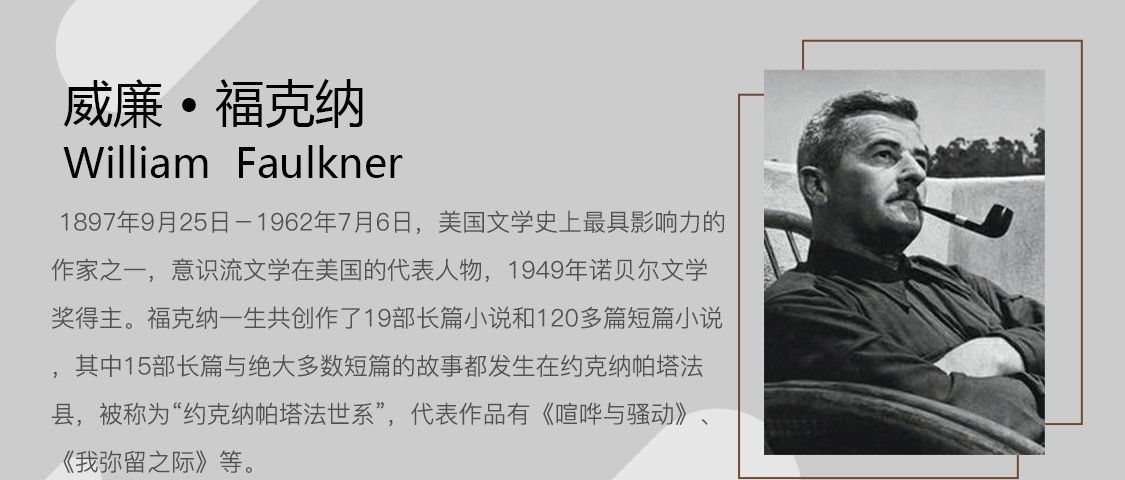 威廉·福克纳
William Faulkner
1897年9月25日－1962年7月6日，美国文学史上最具影响力的
作家之一，意识流文学在美国的代表人物，1949年诺贝尔文学
奖得主。福克纳一生共创作了19部长篇小说和120多篇短篇小说
，其中15部长篇与绝大多数短篇的故事都发生在约克纳帕塔法
县，被称为“约克纳帕塔法世系”，代表作品有《喧哗与骚动》、
《我弥留之际》等。